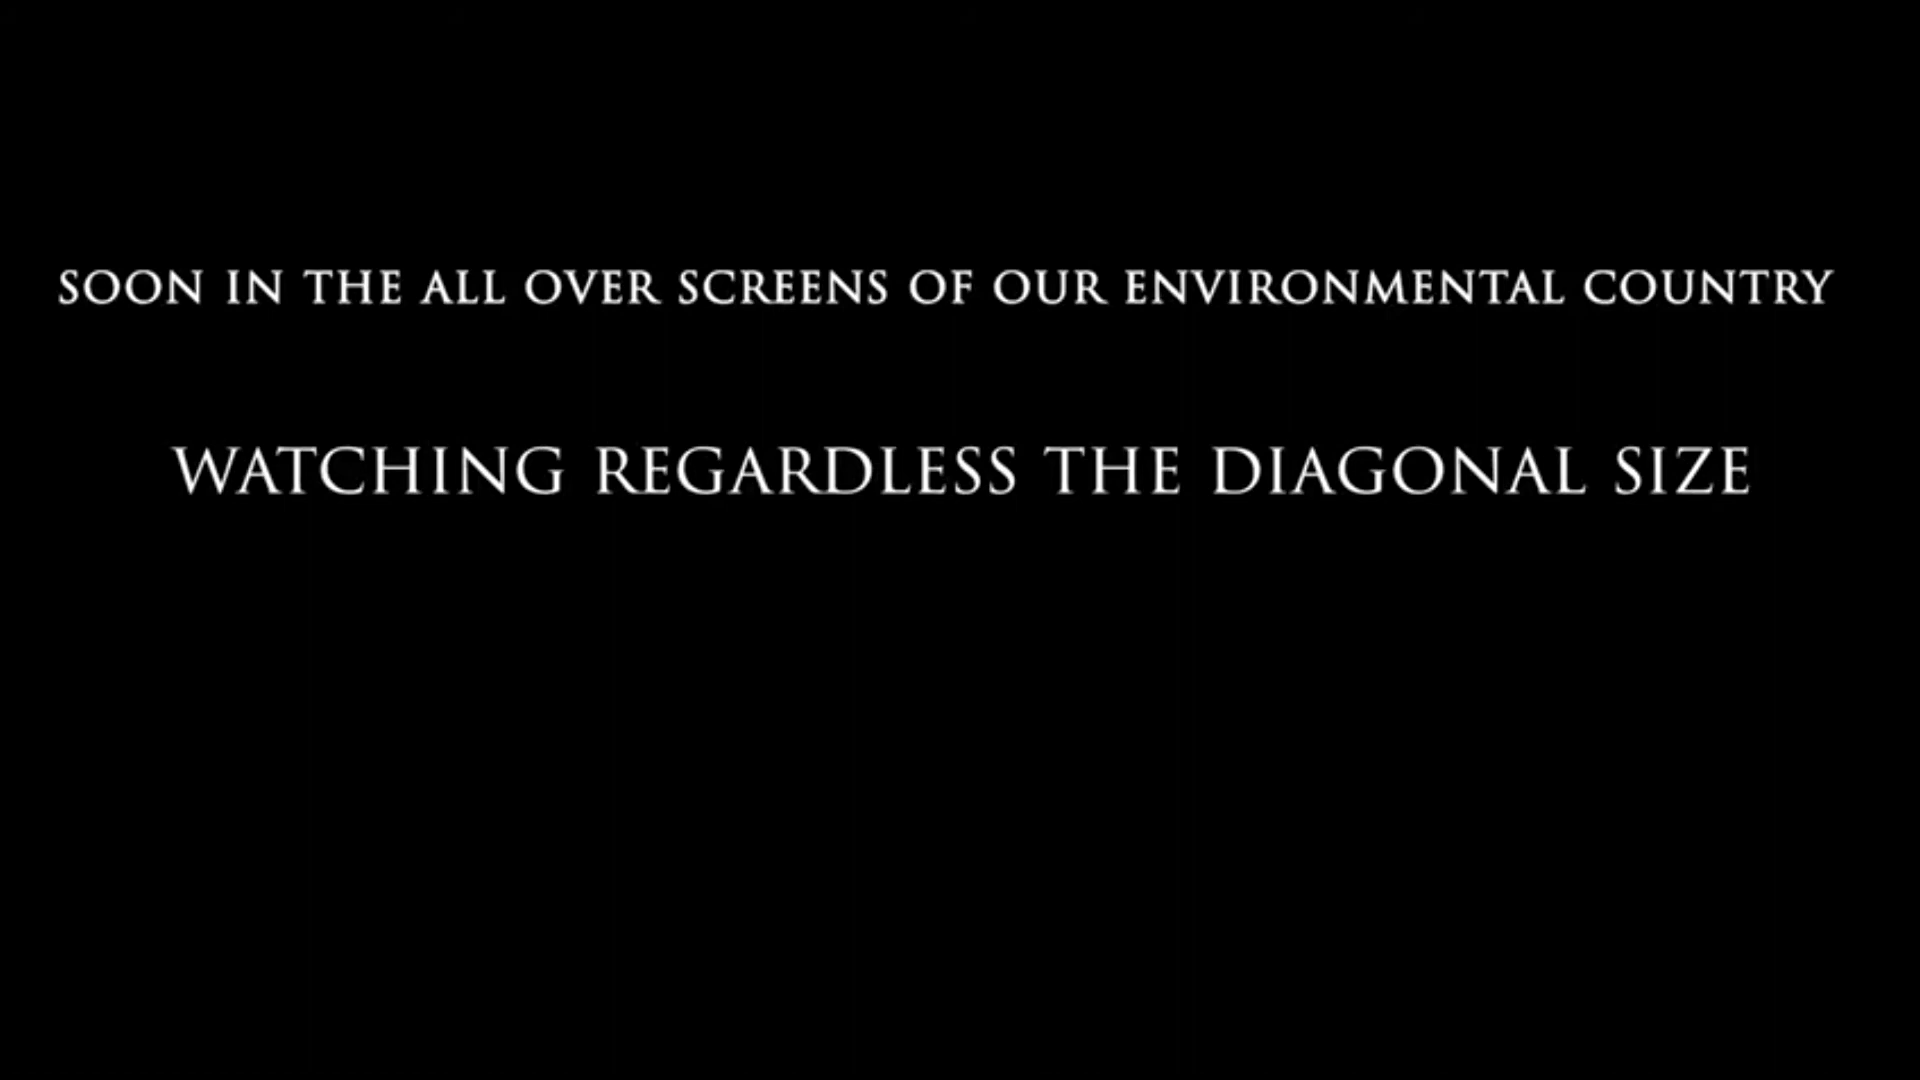 SOON IN THE ALL OVER SCREENS OF OUR ENVIRONMENTAL COUNTRY
WATCHING REGARDLESS THE DIAGONAL SIZE